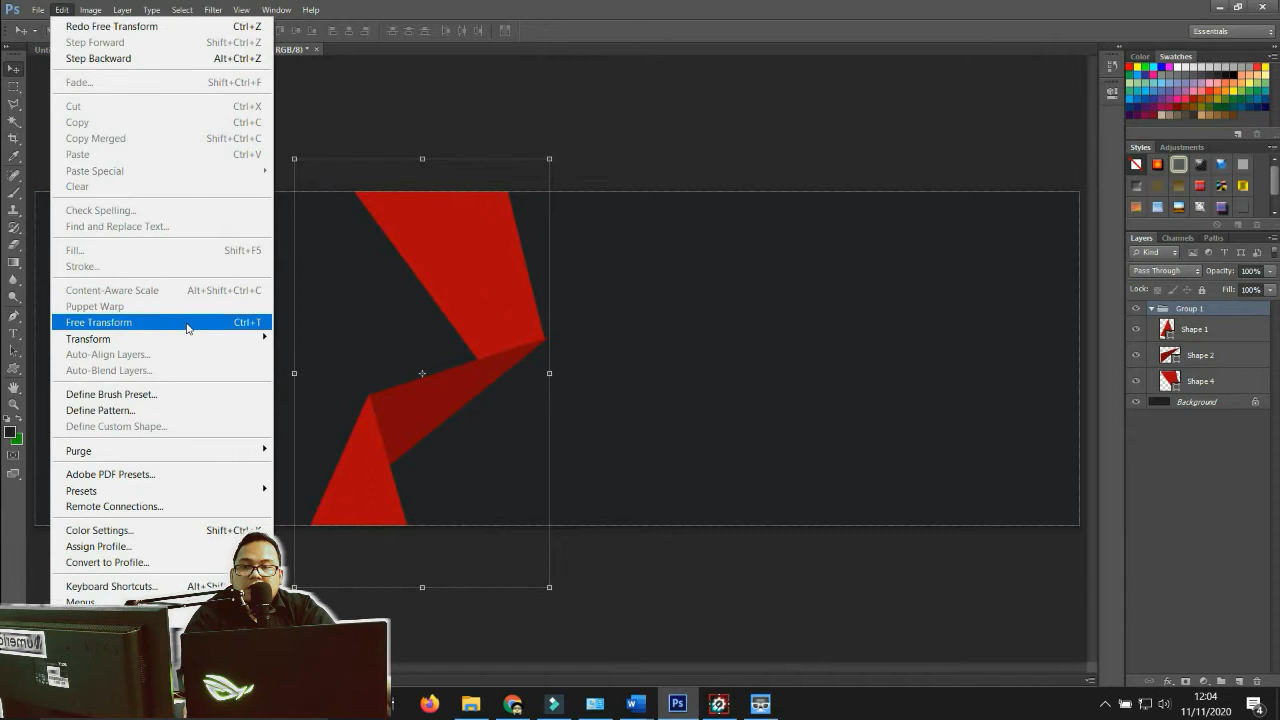 Ps File Edit Image Layer Type Select Filter View Window Help
Essentials
RGB/8) * ×
Redo Free Transform Ctrl+Z
Step Forward Shift+Ctrl+Z
Step Backward Alt+Ctrl+Z
Fade... Shift+Ctrl+F
Cut Ctrl+X
Copy Ctrl+C
Copy Merged Shift+Ctrl+C
Paste Ctrl+V
Paste Special
Clear
Check Spelling...
Find and Replace Text...
Fill... Shift+F5
Stroke...
Content-Aware Scale Alt+Shift+Ctrl+C
Puppet Warp
Free Transform Ctrl+T
Transform
Auto-Align Layers...
Auto-Blend Layers...
Define Brush Preset...
Define Pattern...
Define Custom Shape...
Purge
Adobe PDF Presets...
Presets
Remote Connections...
Color Settings...
Assign Profile...
Convert to Profile...
Keyboard Shortcuts...
Menus...
Color Swatches
Styles Adjustments
Layers Channels Paths
Kind
Pass Through Opacity: 100%
Lock: Fill: 100%
Group 1
Shape 1
Shape 2
Shape 4
Background
Ps
12:04
11/11/2020
4